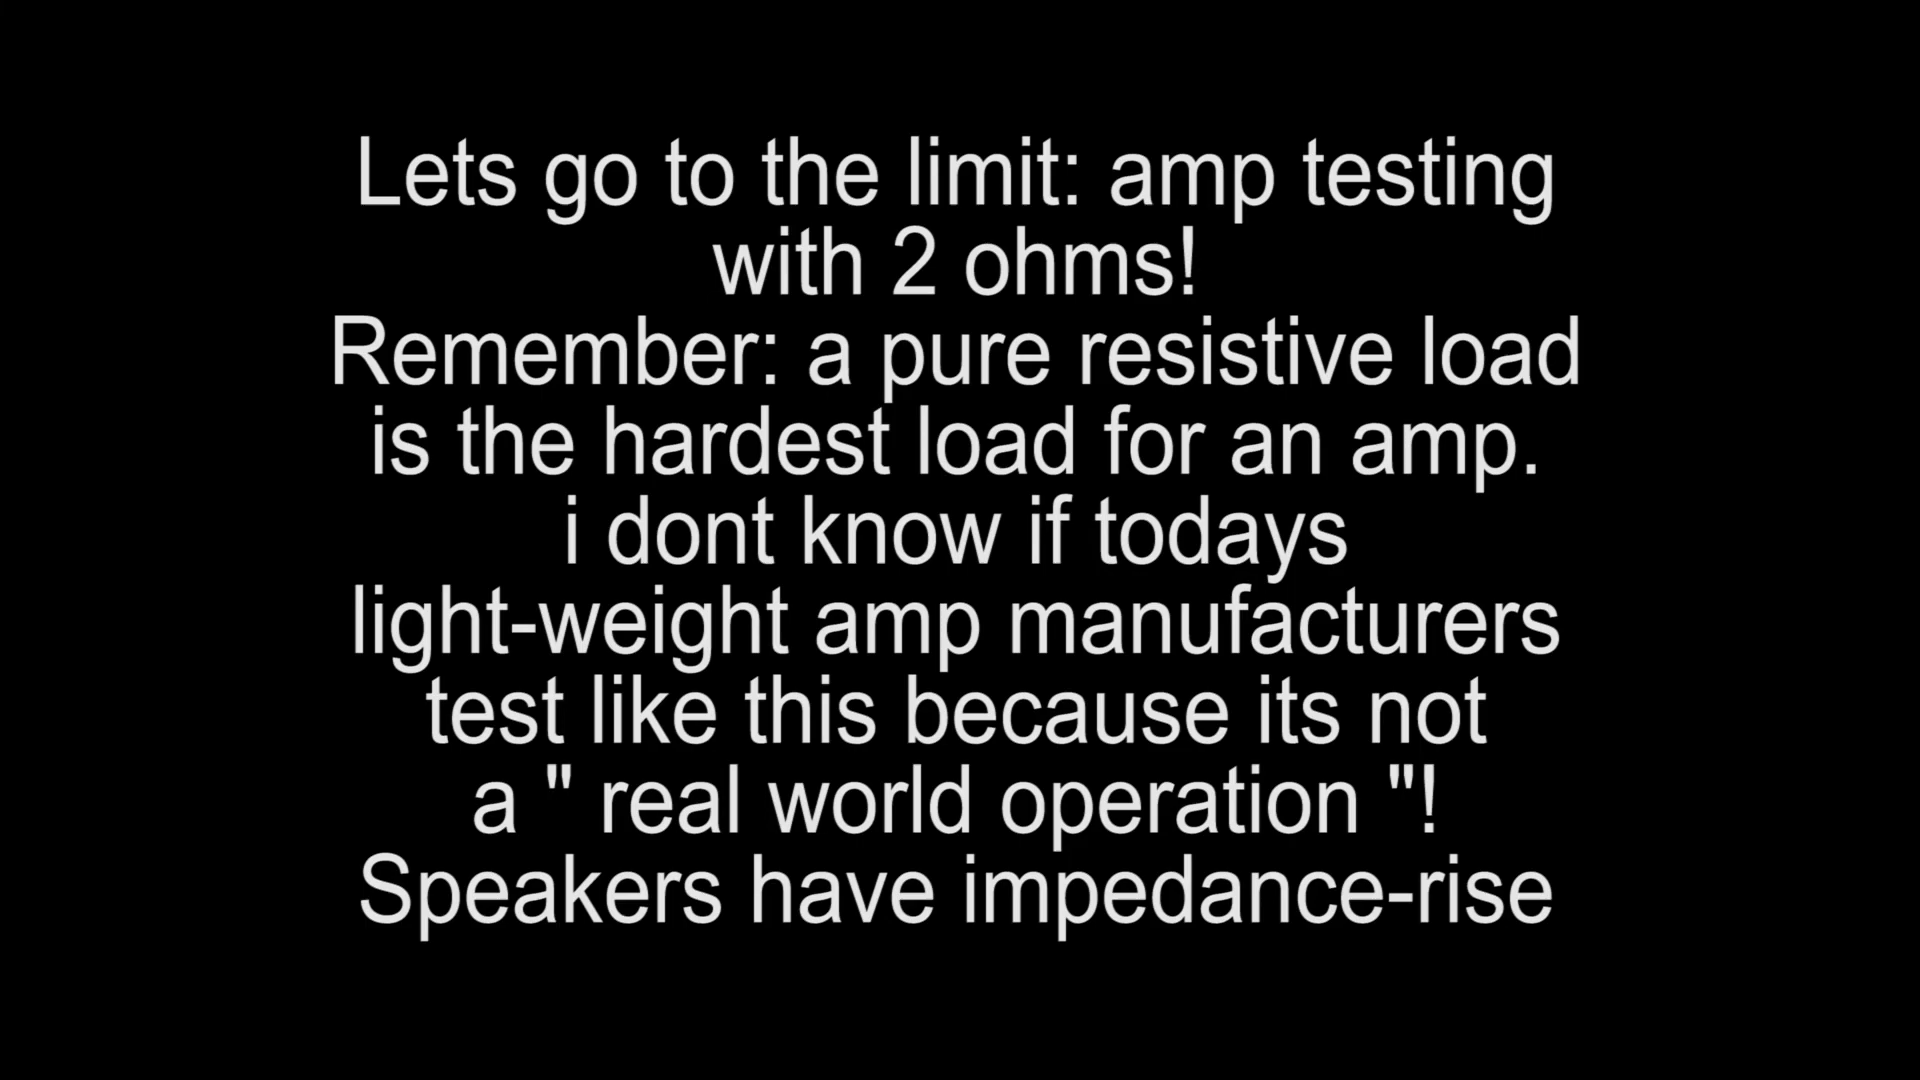 Lets go to the limit: amp testing
with 2 ohms!
Remember: a pure resistive load
is the hardest load for an amp.
i dont know if todays
light-weight amp manufacturers
test like this because its not
a " real world operation "!
Speakers have impedance-rise